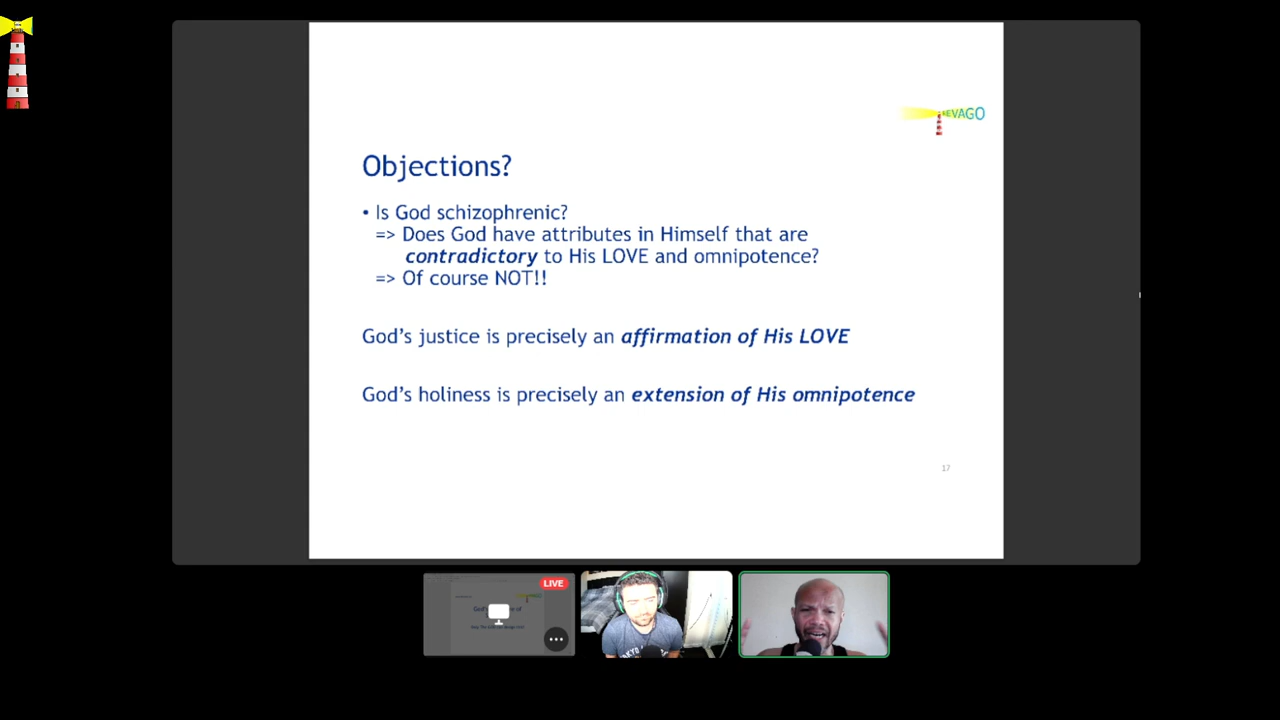 EVAGO
Objections?
• Is God schizophrenic?
=> Does God have attributes in Himself that are
contradictory to His LOVE and omnipotence?
=> Of course NOT!!
God's justice is precisely an affirmation of His LOVE
God's holiness is precisely an extension of His omnipotence
17
LIVE